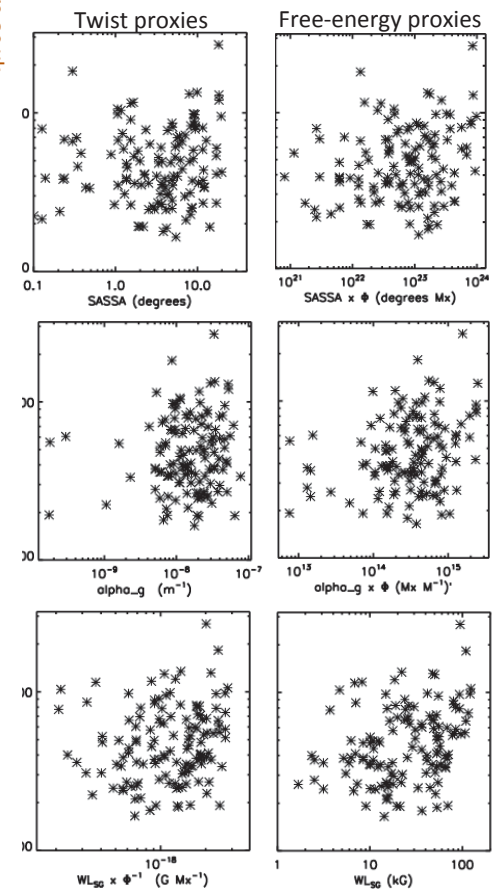 Twist proxies
Free-energy proxies
0
0
0.1 1.0 10.0
SASSA (degrees)
10²¹ 10²² 10²³ 10²⁴
SASSA x Φ (degrees Mx)
00
00
10⁻⁹ 10⁻⁸ 10⁻⁷
alpha_g (m⁻¹)
10¹³ 10¹⁴ 10¹⁵
alpha_g x Φ (Mx M⁻¹)'
00
00
10⁻¹⁸
WLSG x Φ⁻¹ (G Mx⁻¹)
1 10 100
WLSG (kG)